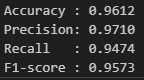 Accuracy : 0.9612
Precision: 0.9710
Recall   : 0.9474
F1-score : 0.9573